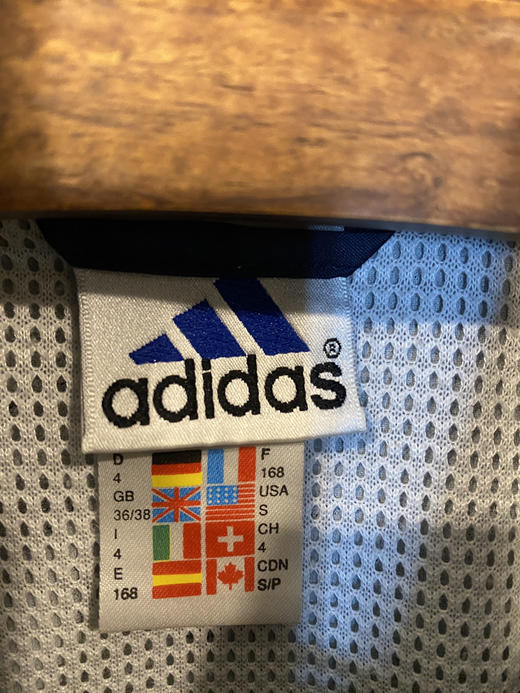 adidas®
D F
4 168
GB USA
36/38 S
I CH
4 4
E CDN
168 S/P